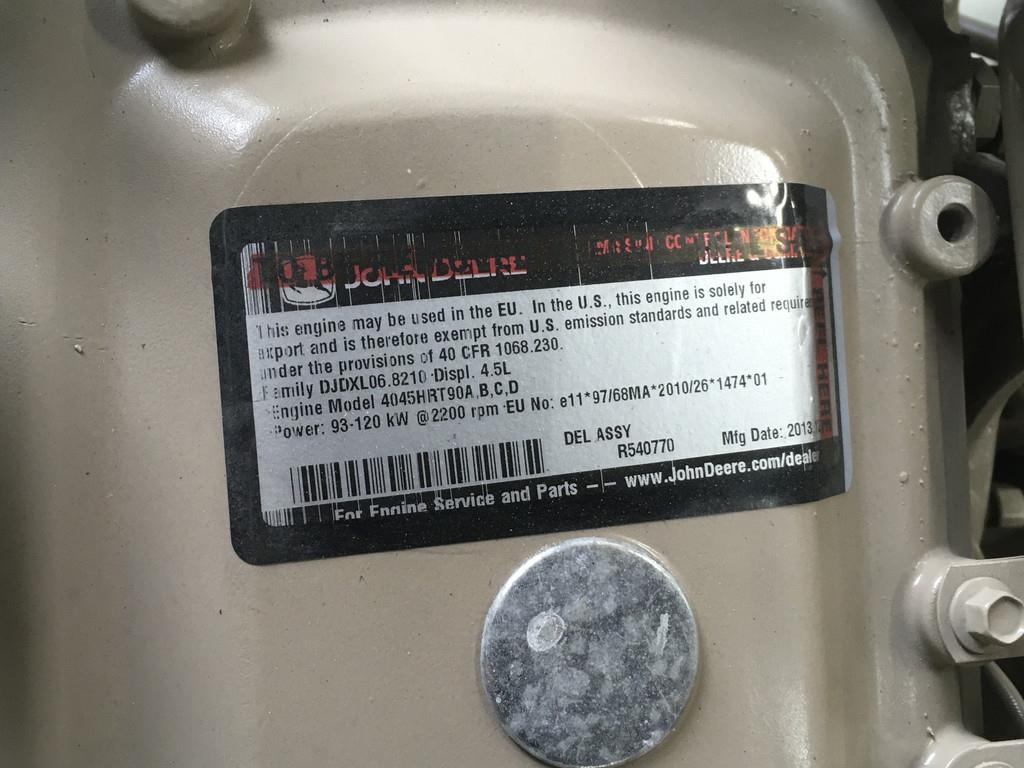 JOHN DEERE
This engine may be used in the EU. In the U.S., this engine is solely for
export and is therefore exempt from U.S. emission standards and related
under the provisions of 40 CFR 1068.230.
Family DJDXL06.8210 Displ. 4.5L
Engine Model 4045HRT90A,B,C,D
Power: 93-120 kW @2200 rpm EU No: e11*97/68MA*2010/26*1474*01
DEL ASSY
R540770
Mfg Date: 2013
For Engine Service and Parts -- www.JohnDeere.com/dealer